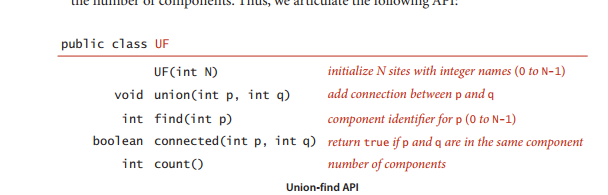 the number of components. Thus, we articulate the following API:
public class UF
UF(int N) initialize N sites with integer names (0 to N-1)
void union(int p, int q) add connection between p and q
int find(int p) component identifier for p (0 to N-1)
boolean connected(int p, int q) return true if p and q are in the same component
int count() number of components
Union-find API